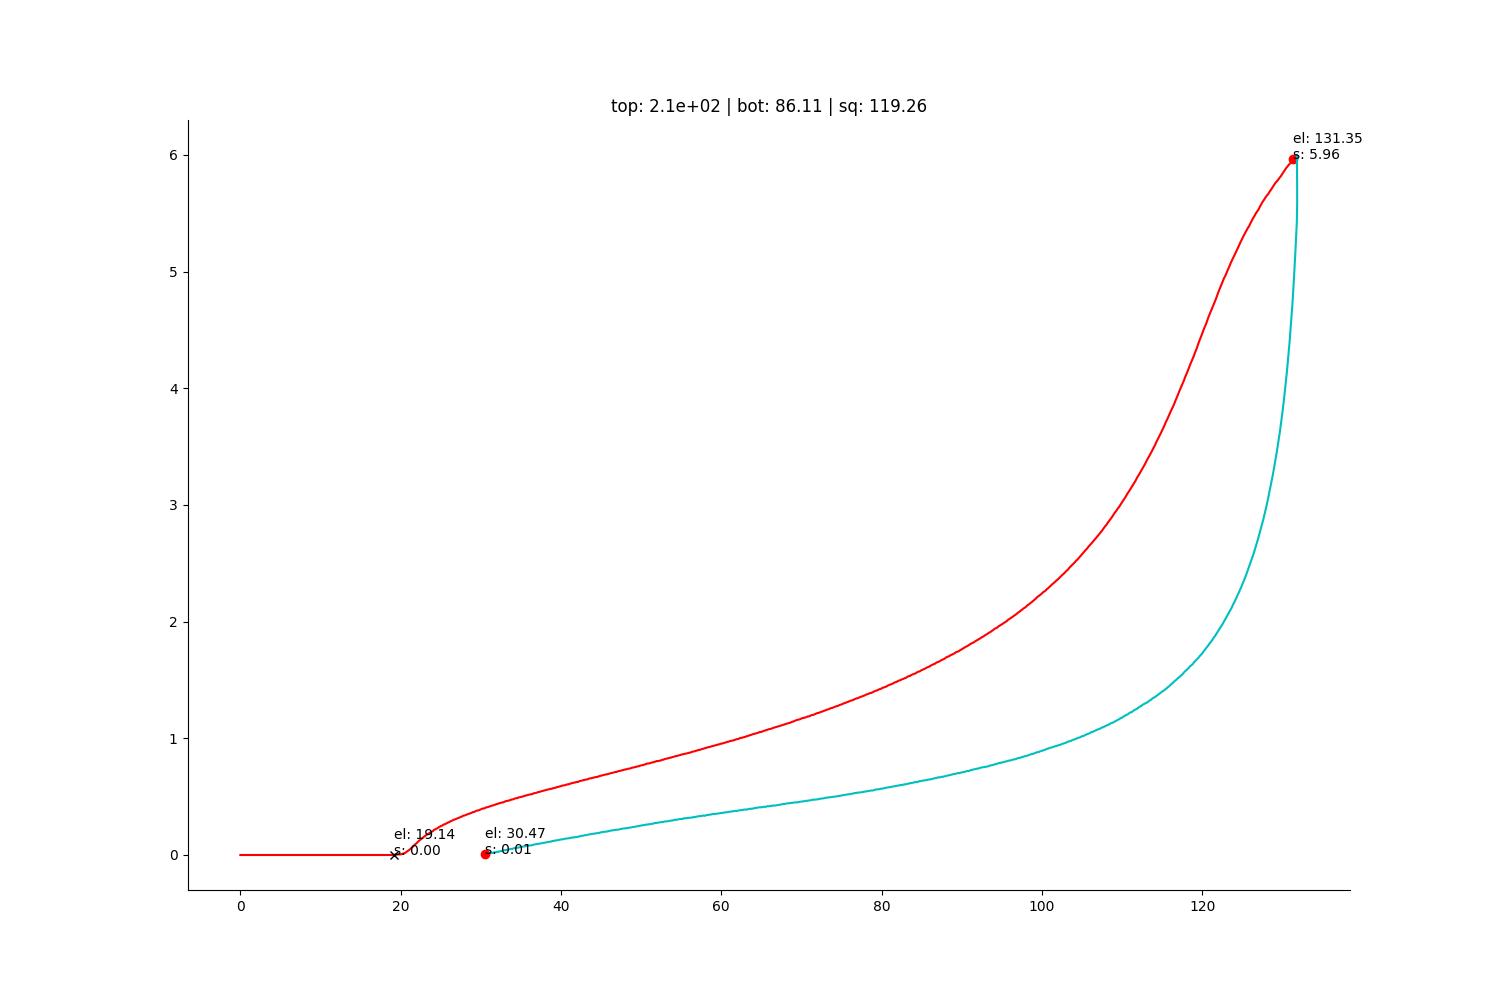 top: 2.1e+02 | bot: 86.11 | sq: 119.26
el: 131.35
s: 5.96
6
5
4
3
2
1
0
el: 19.14
s: 0.00
el: 30.47
s: 0.01
0 20 40 60 80 100 120